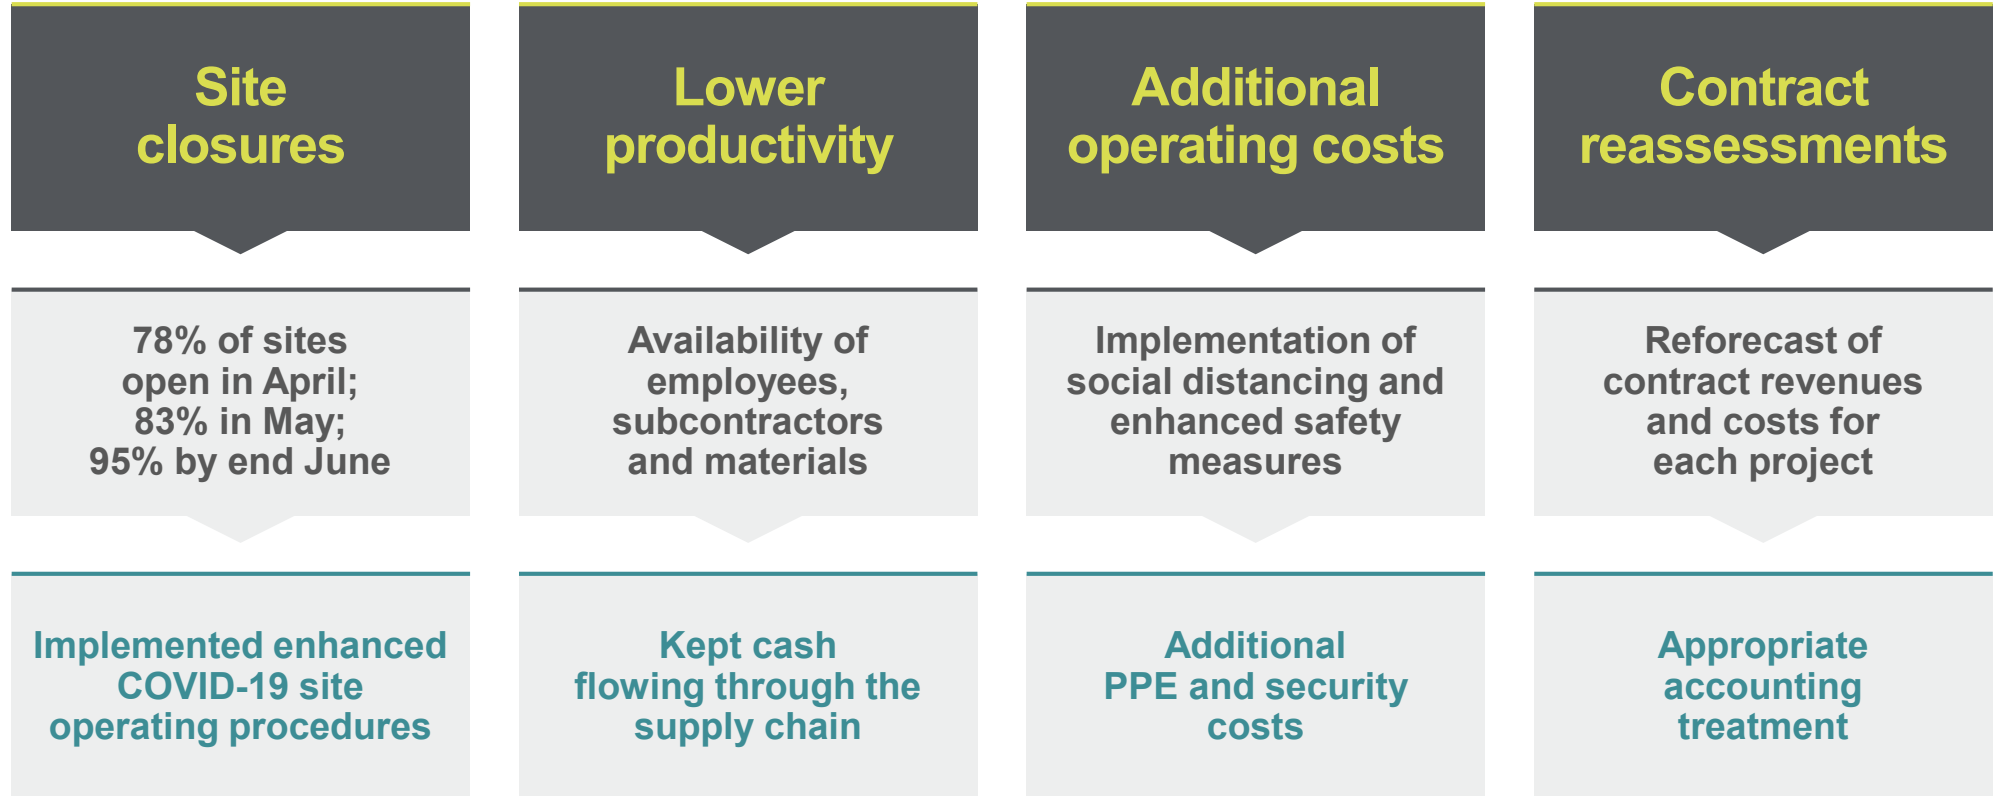 Site
closures
78% of sites
open in April;
83% in May;
95% by end June
Implemented enhanced
COVID-19 site
operating procedures
Lower
productivity
Availability of
employees,
subcontractors
and materials
Kept cash
flowing through the
supply chain
Additional
operating costs
Implementation of
social distancing and
enhanced safety
measures
Additional
PPE and security
costs
Contract
reassessments
Reforecast of
contract revenues
and costs for
each project
Appropriate
accounting
treatment